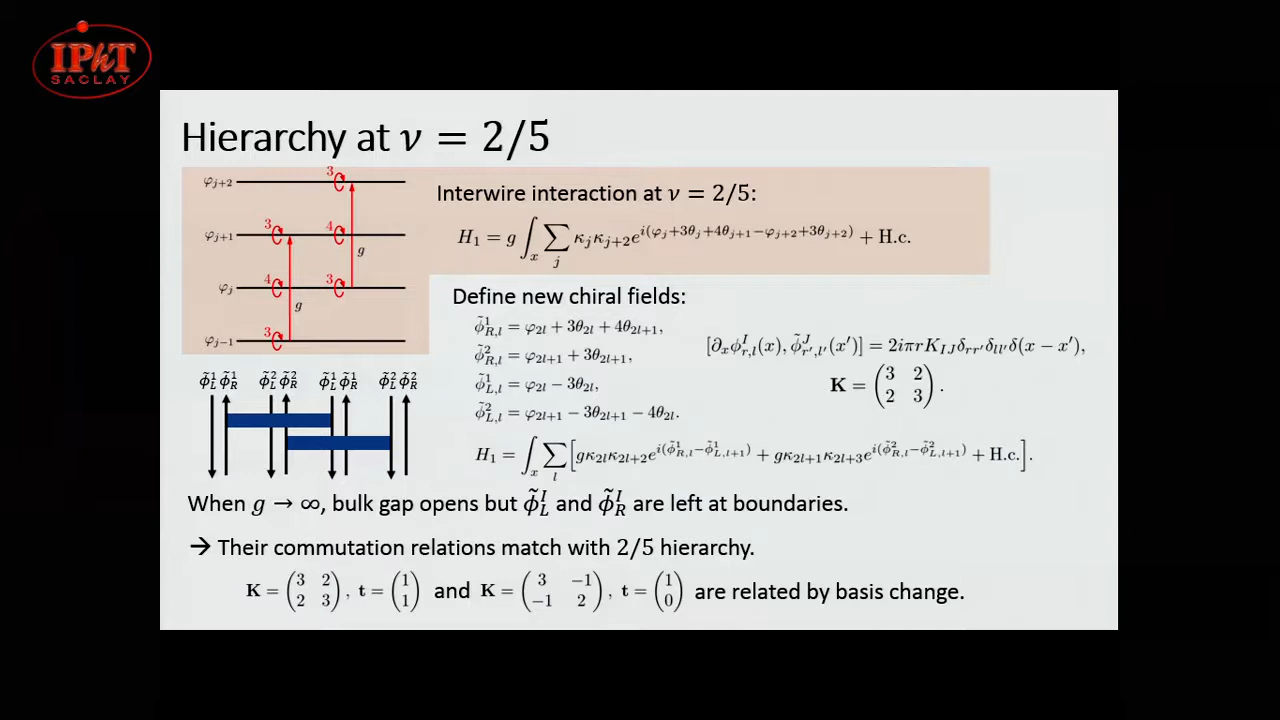 IPhT
SACLAY
Hierarchy at ν = 2/5
φ_{j+2} 3
φ_{j+1} 3 4 g
φ_j 4 3 g
φ_{j−1} 3
Interwire interaction at ν = 2/5:
H_1 = g ∫_x ∑_j κ_j κ_{j+2} e^{i(φ_j+3θ_j+4θ_{j+1}−φ_{j+2}+3θ_{j+2})} + H.c.
Define new chiral fields:
φ̃^1_{R,l} = φ_{2l} + 3θ_{2l} + 4θ_{2l+1},
φ̃^2_{R,l} = φ_{2l+1} + 3θ_{2l+1},
φ̃^1_{L,l} = φ_{2l} − 3θ_{2l},
φ̃^2_{L,l} = φ_{2l+1} − 3θ_{2l+1} − 4θ_{2l}.
[∂_x φ̃^I_{r,l}(x), φ̃^J_{r',l'}(x')] = 2iπrK_{IJ}δ_{rr'}δ_{ll'}δ(x − x'),
K = (3 2; 2 3).
φ̃^1_L φ̃^1_R φ̃^2_L φ̃^2_R φ̃^1_L φ̃^1_R φ̃^2_L φ̃^2_R
H_1 = ∫_x ∑_l [gκ_{2l}κ_{2l+2}e^{i(φ̃^1_{R,l}−φ̃^1_{L,l+1})} + gκ_{2l+1}κ_{2l+3}e^{i(φ̃^2_{R,l}−φ̃^2_{L,l+1})} + H.c.].
When g → ∞, bulk gap opens but φ̃^I_L and φ̃^I_R are left at boundaries.
→ Their commutation relations match with 2/5 hierarchy.
K = (3 2; 2 3), t = (1; 1) and K = (3 −1; −1 2), t = (1; 0) are related by basis change.